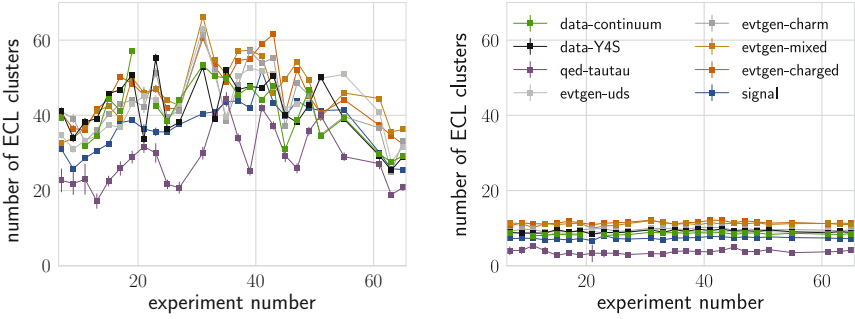 number of ECL clusters
60
40
20
0
20
40
60
experiment number
number of ECL clusters
60
40
20
0
20
40
60
experiment number
data-continuum
data-Y4S
qed-tautau
evtgen-uds
evtgen-charm
evtgen-mixed
evtgen-charged
signal